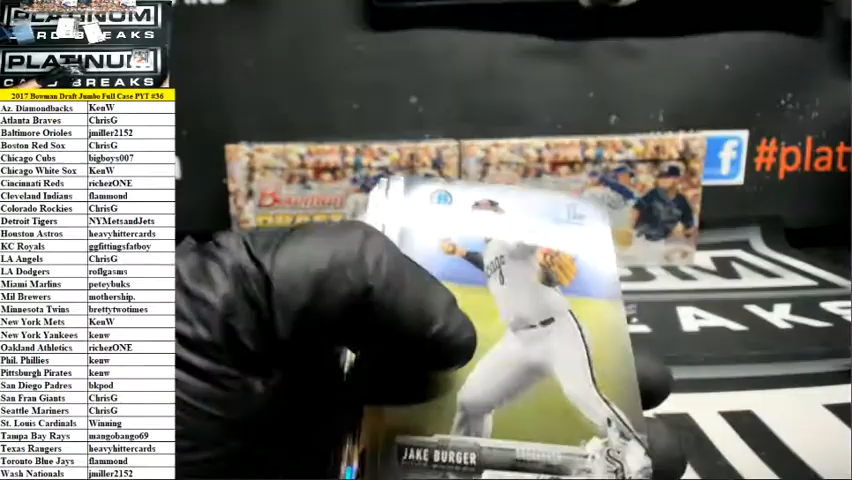 PLATINUM
CARD BREAKS
PLATINUM
CARD BREAKS
2017 Bowman Draft Jumbo Full Case PYT #36
Az. Diamondbacks KenW
Atlanta Braves ChrisG
Baltimore Orioles jmiller2152
Boston Red Sox ChrisG
Chicago Cubs bigboys007
Chicago White Sox KenW
Cincinnati Reds richezONE
Cleveland Indians flammond
Colorado Rockies ChrisG
Detroit Tigers NYMetsandJets
Houston Astros heavyhittercards
KC Royals ggfittingsfatboy
LA Angels ChrisG
LA Dodgers roflgasms
Miami Marlins peteybuks
Mil Brewers mothership.
Minnesota Twins brettytwotimes
New York Mets KenW
New York Yankees kenw
Oakland Athletics richezONE
Phil. Phillies kenw
Pittsburgh Pirates kenw
San Diego Padres bkpod
San Fran Giants ChrisG
Seattle Mariners ChrisG
St. Louis Cardinals Winning
Tampa Bay Rays mangobango69
Texas Rangers heavyhittercards
Toronto Blue Jays flammond
Wash Nationals jmiller2152
Bowman
DRAFT
f #plat
JAKE BURGER